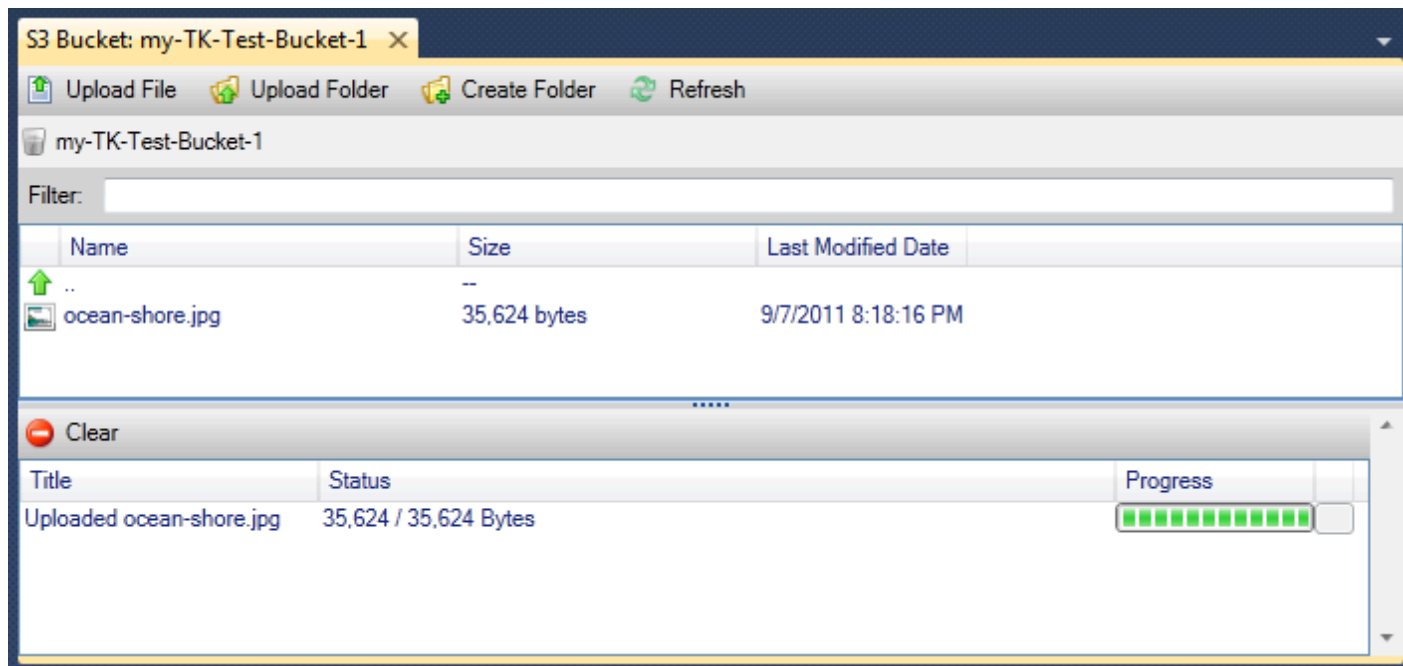 S3 Bucket: my-TK-Test-Bucket-1
Upload File Upload Folder Create Folder Refresh
my-TK-Test-Bucket-1
Filter:
Name Size Last Modified Date
.. --
ocean-shore.jpg 35,624 bytes 9/7/2011 8:18:16 PM
Clear
Title Status Progress
Uploaded ocean-shore.jpg 35,624 / 35,624 Bytes